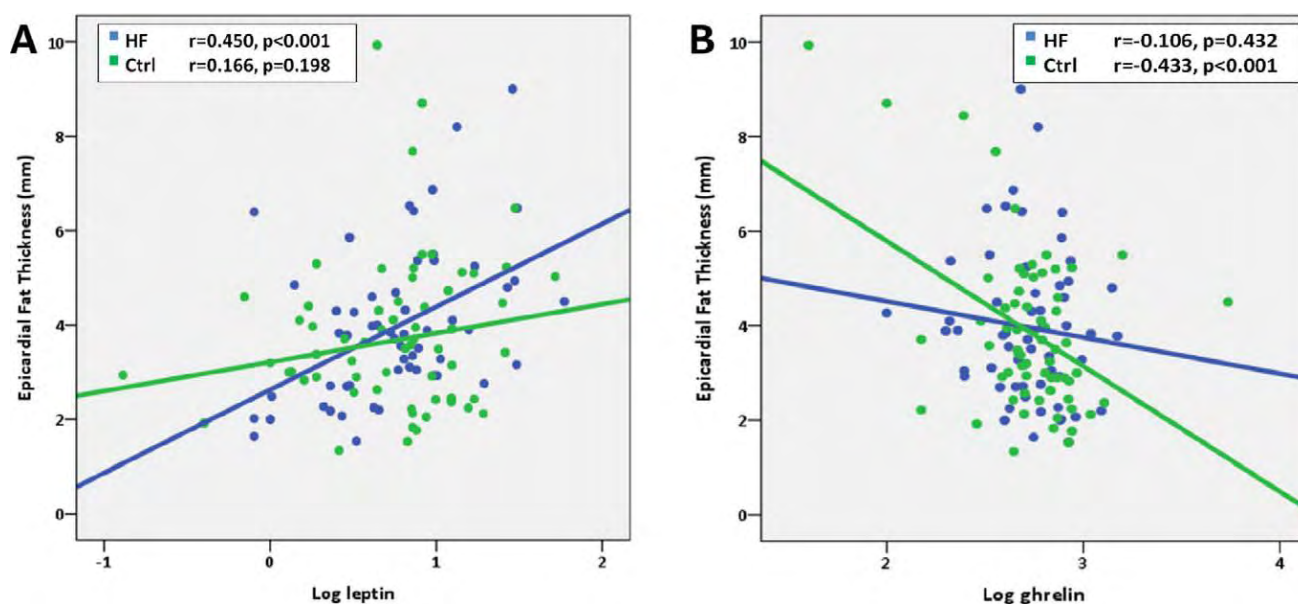 A
HF r=0.450, p<0.001
Ctrl r=0.166, p=0.198
10
8
6
4
2
0
Epicardial Fat Thickness (mm)
-1 0 1 2
Log leptin
B
HF r=-0.106, p=0.432
Ctrl r=-0.433, p<0.001
10
8
6
4
2
0
Epicardial Fat Thickness (mm)
2 3 4
Log ghrelin